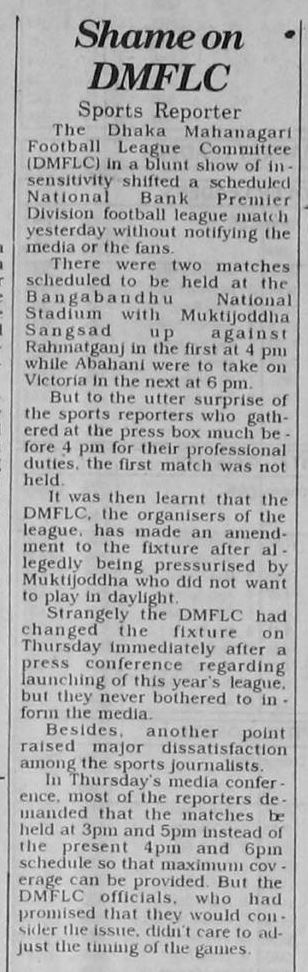 Shame on
DMFLC
Sports Reporter
The Dhaka Mahanagari
Football League Committee
(DMFLC) in a blunt show of in-
sensitivity shifted a scheduled
National Bank Premier
Division football league match
yesterday without notifying the
media or the fans.
There were two matches
scheduled to be held at the
Bangabandhu National
Stadium with Muktijoddha
Sangsad up against
Rahmatganj in the first at 4 pm
while Abahani were to take on
Victoria in the next at 6 pm.
But to the utter surprise of
the sports reporters who gath-
ered at the press box much be-
fore 4 pm for their professional
duties, the first match was not
held.
It was then learnt that the
DMFLC, the organisers of the
league, has made an amend-
ment to the fixture after al-
legedly being pressurised by
Muktijoddha who did not want
to play in daylight.
Strangely the DMFLC had
changed the fixture on
Thursday immediately after a
press conference regarding
launching of this year's league,
but they never bothered to in-
form the media.
Besides, another point
raised major dissatisfaction
among the sports journalists.
In Thursday's media confer-
ence, most of the reporters de-
manded that the matches be
held at 3pm and 5pm instead of
the present 4pm and 6pm
schedule so that maximum cov-
erage can be provided. But the
DMFLC officials, who had
promised that they would con-
sider the issue, didn't care to ad-
just the timing of the games.